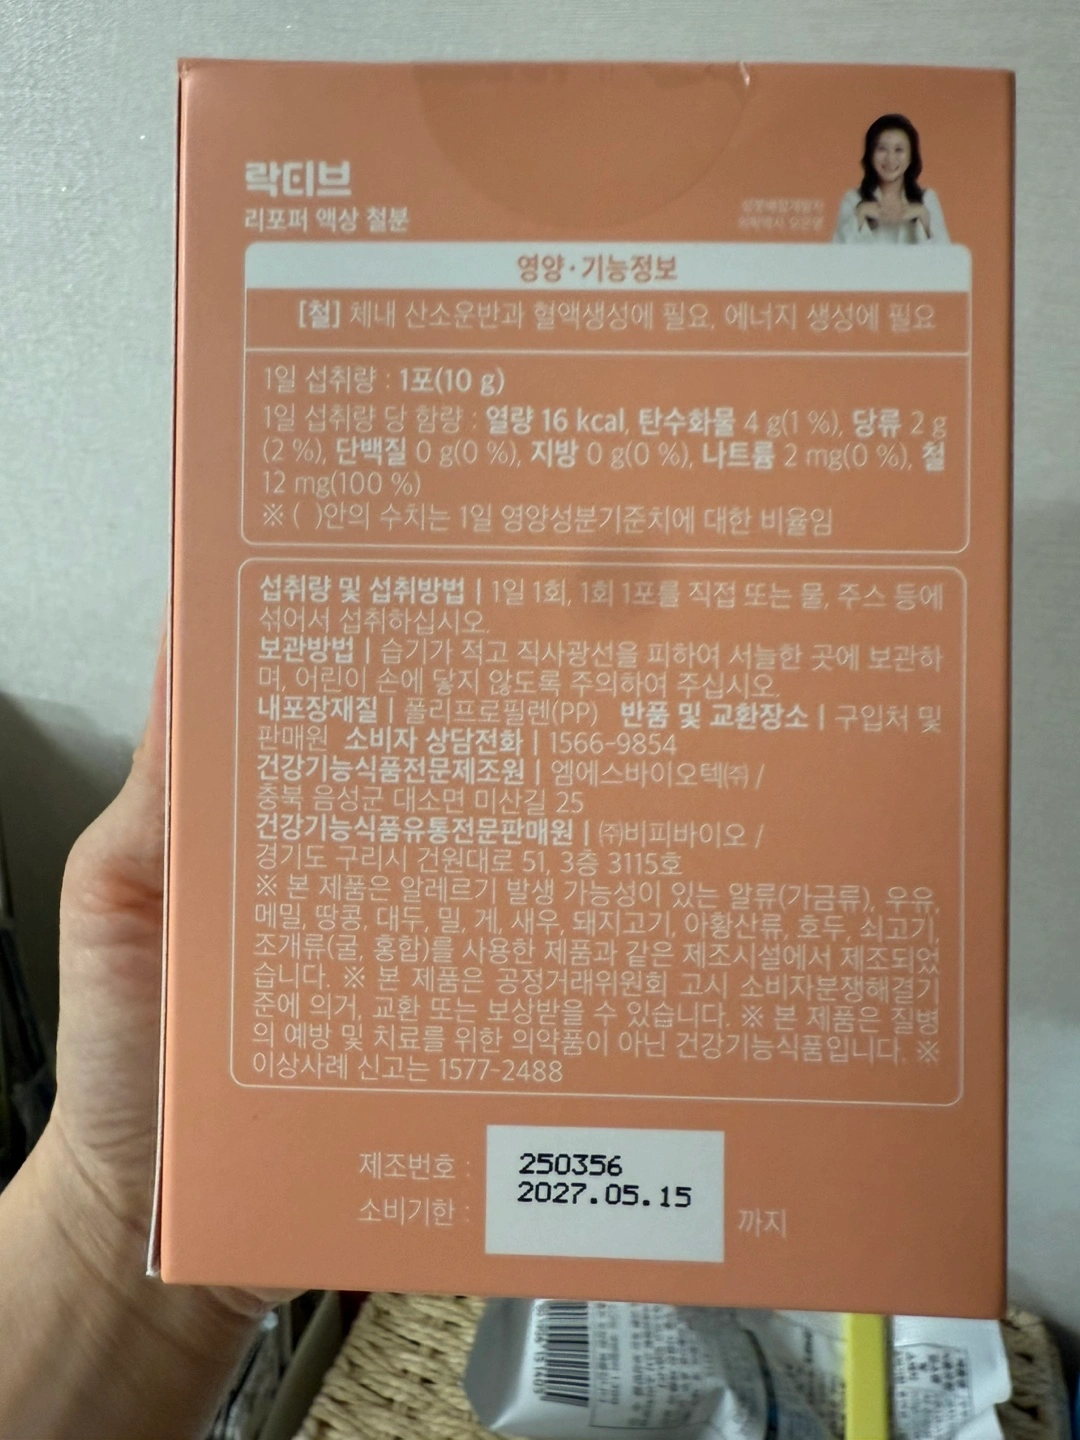 락티브
리포퍼 액상 철분
의학박사 오은영
영양·기능정보
[철] 체내 산소운반과 혈액생성에 필요, 에너지 생성에 필요
1일 섭취량 : 1포(10 g)
1일 섭취량 당 함량 : 열량 16 kcal, 탄수화물 4 g(1 %), 당류 2 g
(2 %), 단백질 0 g(0 %), 지방 0 g(0 %), 나트륨 2 mg(0 %), 철
12 mg(100 %)
※ ( )안의 수치는 1일 영양성분기준치에 대한 비율임
섭취량 및 섭취방법 | 1일 1회, 1회 1포를 직접 또는 물, 주스 등에
섞어서 섭취하십시오.
보관방법 | 습기가 적고 직사광선을 피하여 서늘한 곳에 보관하
며, 어린이 손에 닿지 않도록 주의하여 주십시오.
내포장재질 | 폴리프로필렌(PP) 반품 및 교환장소 | 구입처 및
판매원 소비자 상담전화 | 1566-9854
건강기능식품전문제조원 | 엠에스바이오텍㈜ /
충북 음성군 대소면 미산길 25
건강기능식품유통전문판매원 | ㈜비피바이오 /
경기도 구리시 건원대로 51, 3층 3115호
※ 본 제품은 알레르기 발생 가능성이 있는 알류(가금류), 우유,
메밀, 땅콩, 대두, 밀, 게, 새우, 돼지고기, 아황산류, 호두, 쇠고기,
조개류(굴, 홍합)를 사용한 제품과 같은 제조시설에서 제조되었
습니다. ※ 본 제품은 공정거래위원회 고시 소비자분쟁해결기
준에 의거, 교환 또는 보상받을 수 있습니다. ※ 본 제품은 질병
의 예방 및 치료를 위한 의약품이 아닌 건강기능식품입니다. ※
이상사례 신고는 1577-2488
제조번호 : 250356
소비기한 : 2027.05.15 까지